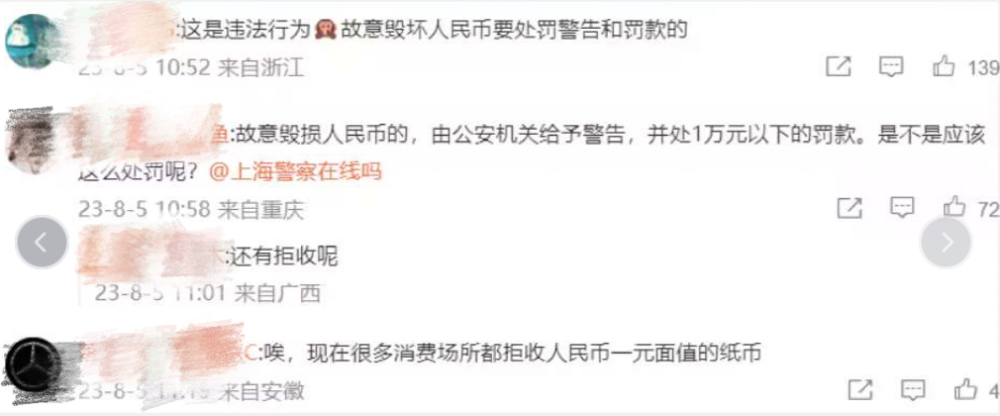 :这是违法行为 故意毁坏人民币要处罚警告和罚款的
23-8-5 10:52 来自浙江
139
:故意毁损人民币的，由公安机关给予警告，并处1万元以下的罚款。是不是应该
这么处罚呢？@上海警察在线吗
23-8-5 10:58 来自重庆
72
:还有拒收呢
23-8-5 11:01 来自广西
C:唉，现在很多消费场所都拒收人民币一元面值的纸币
23-8-5 11:19 来自安徽
4